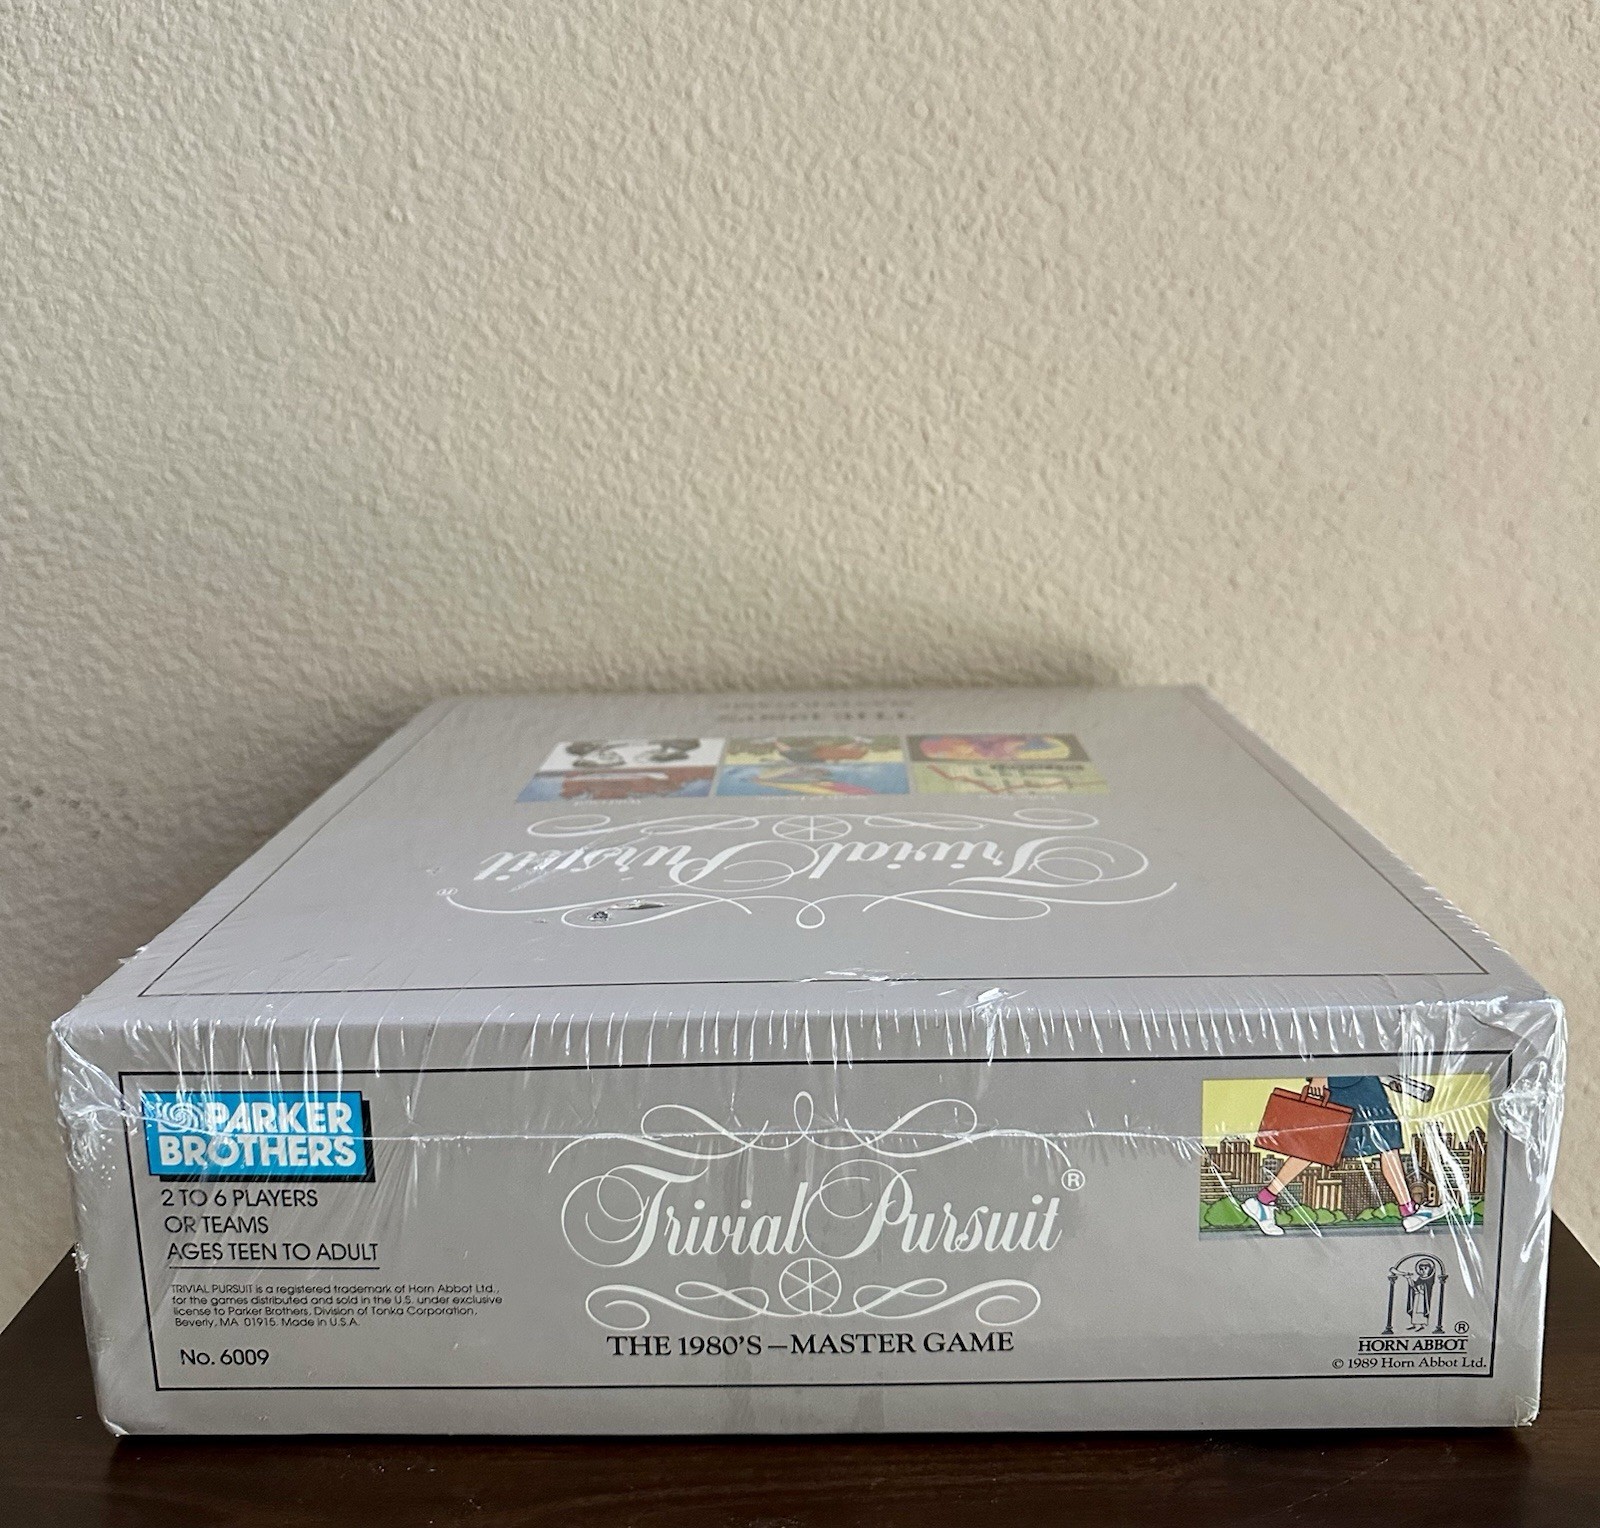 Trivial Pursuit
®
PARKER
BROTHERS
2 TO 6 PLAYERS
OR TEAMS
AGES TEEN TO ADULT
TRIVIAL PURSUIT is a registered trademark of Horn Abbot Ltd.,
for the games distributed and sold in the U.S. under exclusive
license to Parker Brothers, Division of Tonka Corporation,
Beverly, MA 01915. Made in U.S.A.
No. 6009
Trivial Pursuit®
THE 1980'S—MASTER GAME
®
HORN ABBOT
© 1989 Horn Abbot Ltd.